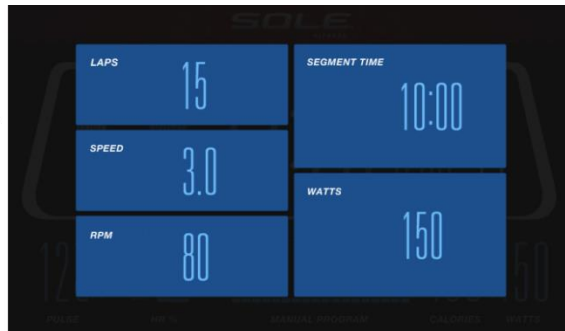 SOLE
LAPS
15
SEGMENT TIME
10:00
SPEED
3.0
WATTS
150
RPM
80
PULSE
MANUAL PROGRAM
CALORIES
WATTS